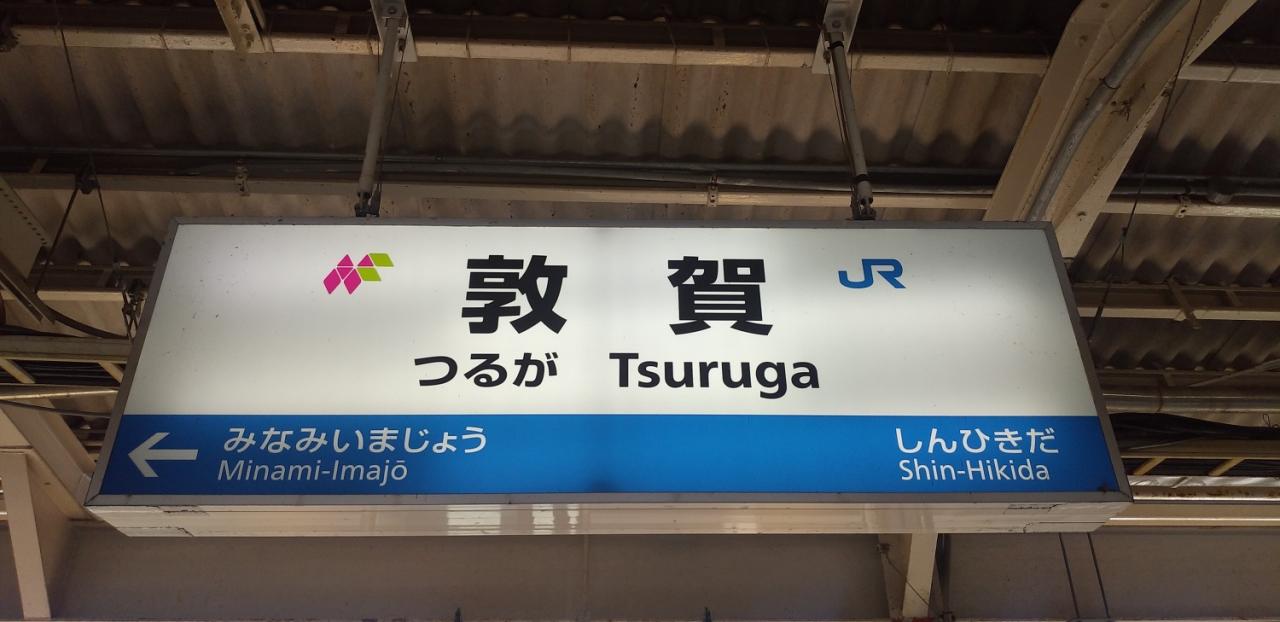 敦賀 JR
つるが Tsuruga
← みなみいまじょう しんひきだ
Minami-Imajō Shin-Hikida